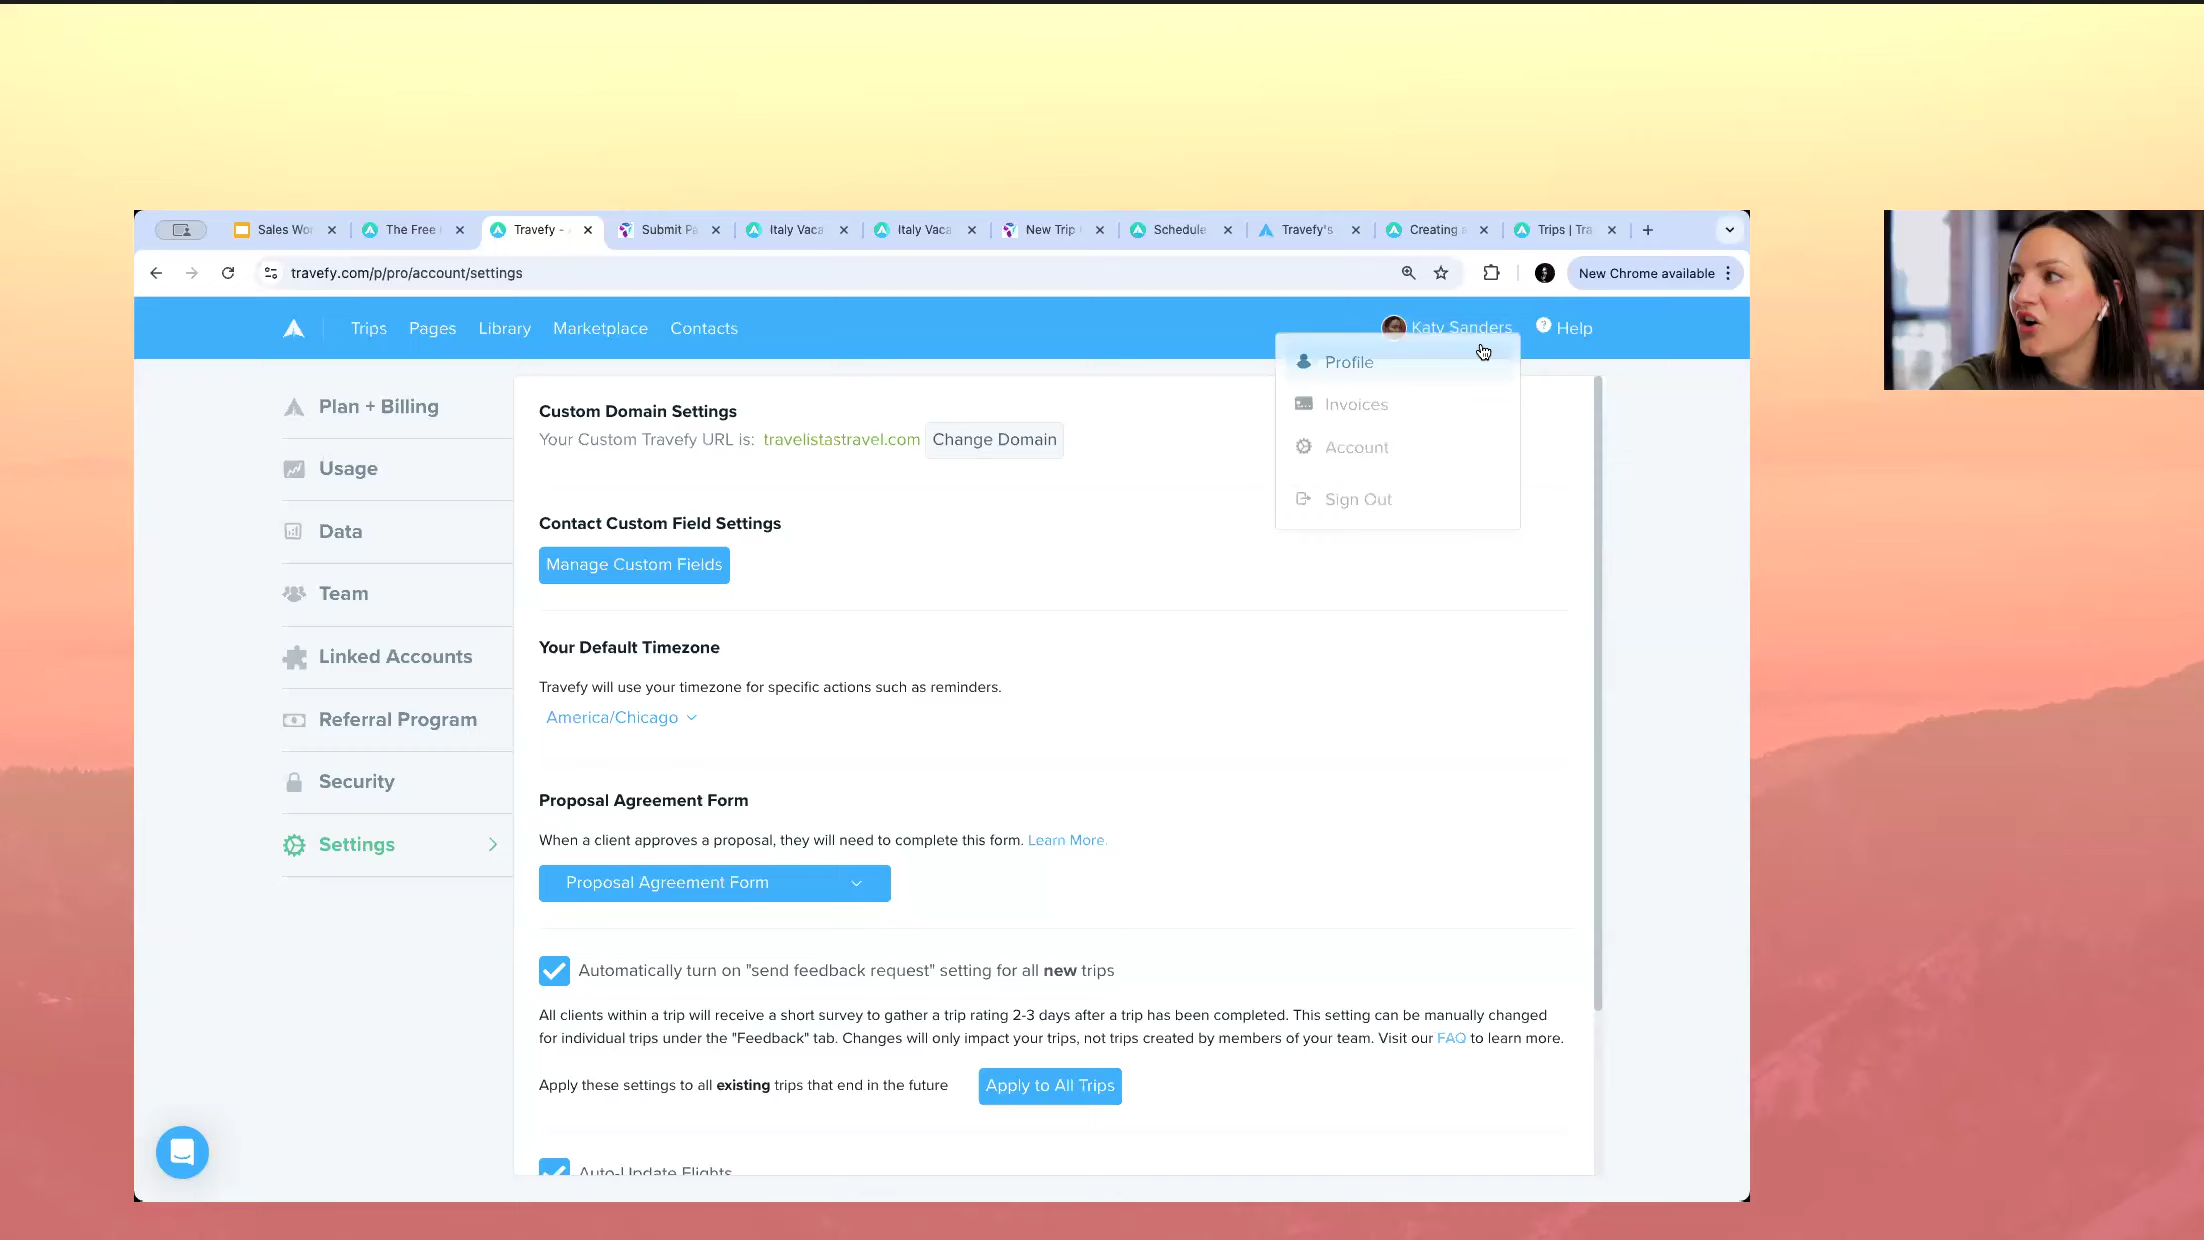 Sales Wor
The Free
Travefy -
Submit Pa
Italy Vaca
Italy Vaca
New Trip
Schedule
Travefy's
Creating a
Trips | Tra
travefy.com/p/pro/account/settings
New Chrome available
Trips
Pages
Library
Marketplace
Contacts
Katy Sanders
Help
Profile
Invoices
Account
Sign Out
Plan + Billing
Usage
Data
Team
Linked Accounts
Referral Program
Security
Settings
Custom Domain Settings
Your Custom Travefy URL is: travelistastravel.com Change Domain
Contact Custom Field Settings
Manage Custom Fields
Your Default Timezone
Travefy will use your timezone for specific actions such as reminders.
America/Chicago
Proposal Agreement Form
When a client approves a proposal, they will need to complete this form. Learn More.
Proposal Agreement Form
Automatically turn on "send feedback request" setting for all new trips
All clients within a trip will receive a short survey to gather a trip rating 2-3 days after a trip has been completed. This setting can be manually changed
for individual trips under the "Feedback" tab. Changes will only impact your trips, not trips created by members of your team. Visit our FAQ to learn more.
Apply these settings to all existing trips that end in the future Apply to All Trips
Auto-Update Flights